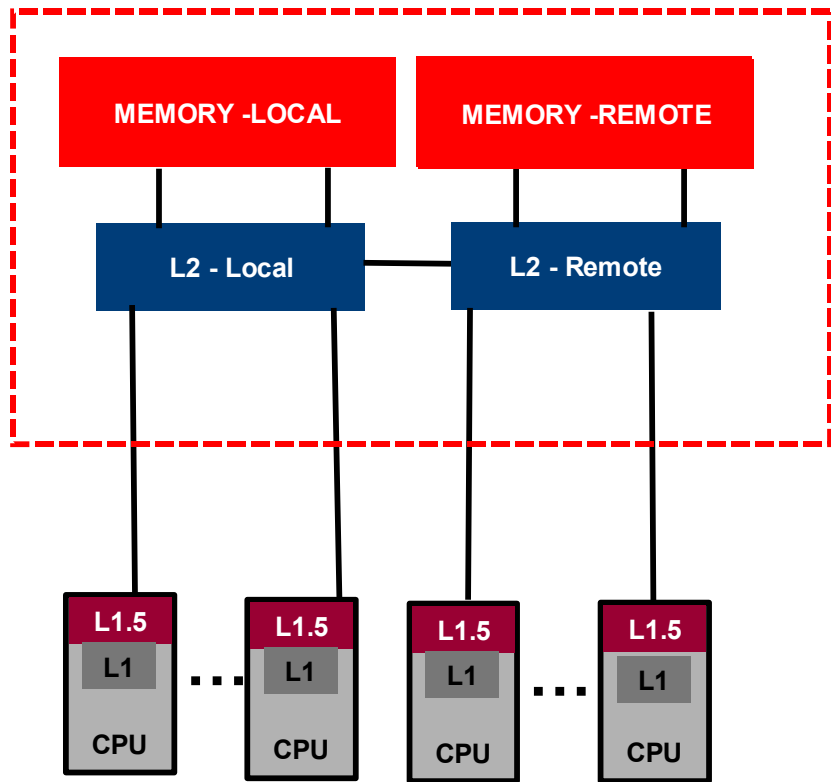 MEMORY -LOCAL
MEMORY -REMOTE
L2 - Local
L2 - Remote
L1.5
L1.5
L1.5
L1.5
L1
L1
L1
L1
CPU
CPU
CPU
CPU